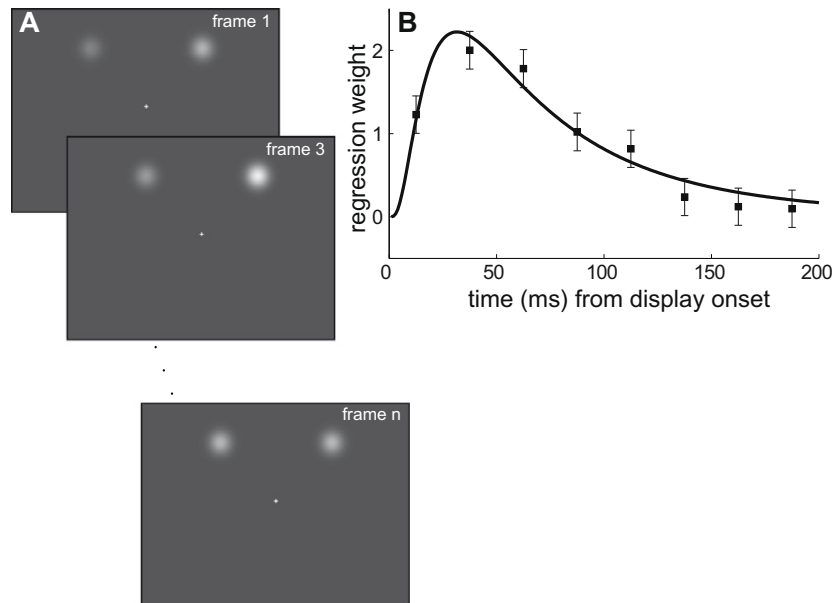 A
frame 1
frame 3
frame n
B
regression weight
2
1
0
0
50
100
150
200
time (ms) from display onset